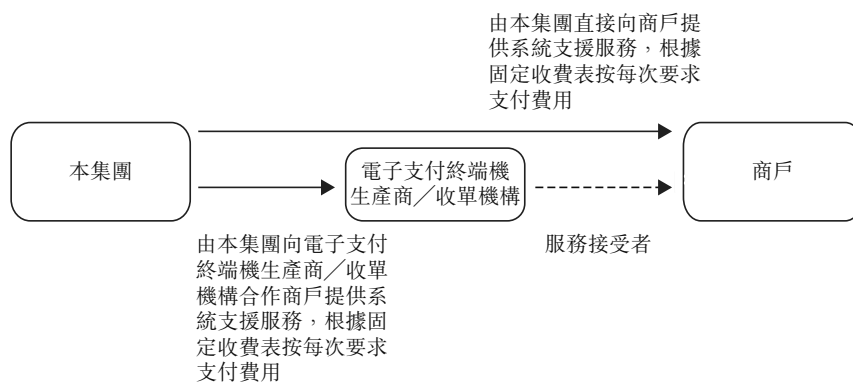 由本集團直接向商戶提
供系統支援服務，根據
固定收費表按每次要求
支付費用
本集團
電子支付終端機
生產商／收單機構
商戶
由本集團向電子支付
終端機生產商／收單
機構合作商戶提供系
統支援服務，根據固
定收費表按每次要求
支付費用
服務接受者